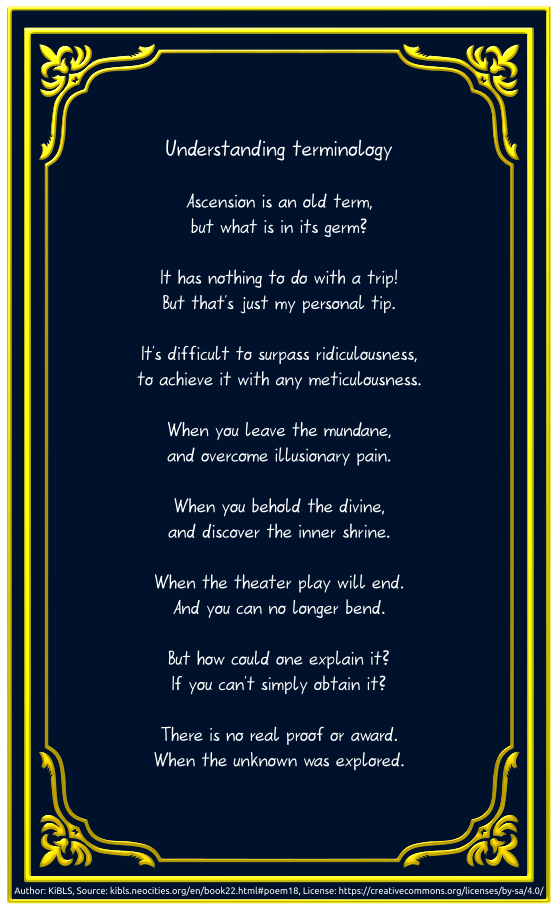 Understanding terminology
Ascension is an old term,
but what is in its germ?
It has nothing to do with a trip!
But that's just my personal tip.
It's difficult to surpass ridiculousness,
to achieve it with any meticulousness.
When you leave the mundane,
and overcome illusionary pain.
When you behold the divine,
and discover the inner shrine.
When the theater play will end.
And you can no longer bend.
But how could one explain it?
If you can't simply obtain it?
There is no real proof or award.
When the unknown was explored.
Author: KiBLS, Source: kibls.neocities.org/en/book22.html#poem18, License: https://creativecommons.org/licenses/by-sa/4.0/